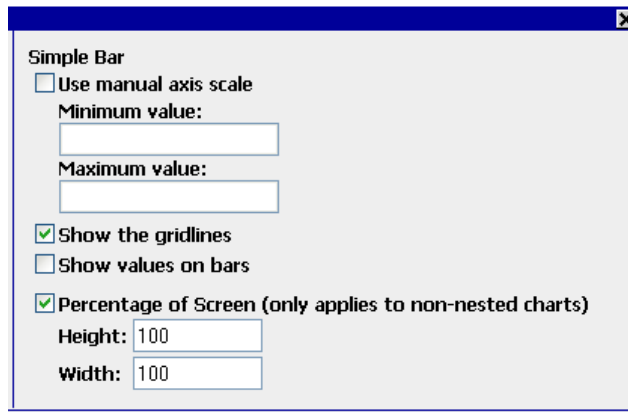 Simple Bar
Use manual axis scale
Minimum value:
Maximum value:
Show the gridlines
Show values on bars
Percentage of Screen (only applies to non-nested charts)
Height: 100
Width: 100